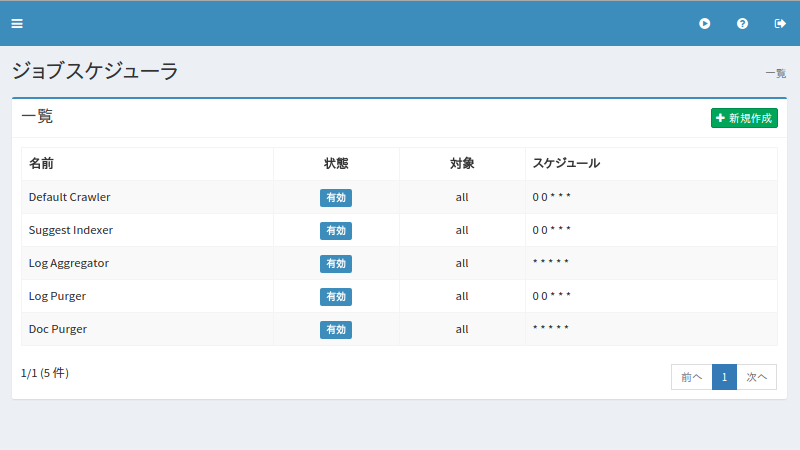 ジョブスケジューラ
一覧
一覧
新規作成
名前 状態 対象 スケジュール
Default Crawler 有効 all 0 0 * * *
Suggest Indexer 有効 all 0 0 * * *
Log Aggregator 有効 all * * * * *
Log Purger 有効 all 0 0 * * *
Doc Purger 有効 all * * * * *
1/1 (5 件)
前へ 1 次へ